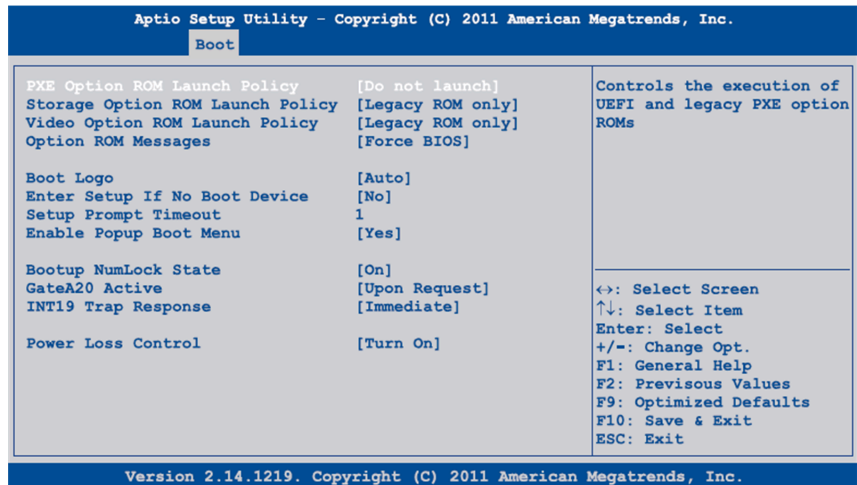 Aptio Setup Utility – Copyright (C) 2011 American Megatrends, Inc.
Boot
PXE Option ROM Launch Policy [Do not launch]
Storage Option ROM Launch Policy [Legacy ROM only]
Video Option ROM Launch Policy [Legacy ROM only]
Option ROM Messages [Force BIOS]
Boot Logo [Auto]
Enter Setup If No Boot Device [No]
Setup Prompt Timeout 1
Enable Popup Boot Menu [Yes]
Bootup NumLock State [On]
GateA20 Active [Upon Request]
INT19 Trap Response [Immediate]
Power Loss Control [Turn On]
Controls the execution of
UEFI and legacy PXE option
ROMs
↔: Select Screen
↑↓: Select Item
Enter: Select
+/-: Change Opt.
F1: General Help
F2: Previsous Values
F9: Optimized Defaults
F10: Save & Exit
ESC: Exit
Version 2.14.1219. Copyright (C) 2011 American Megatrends, Inc.